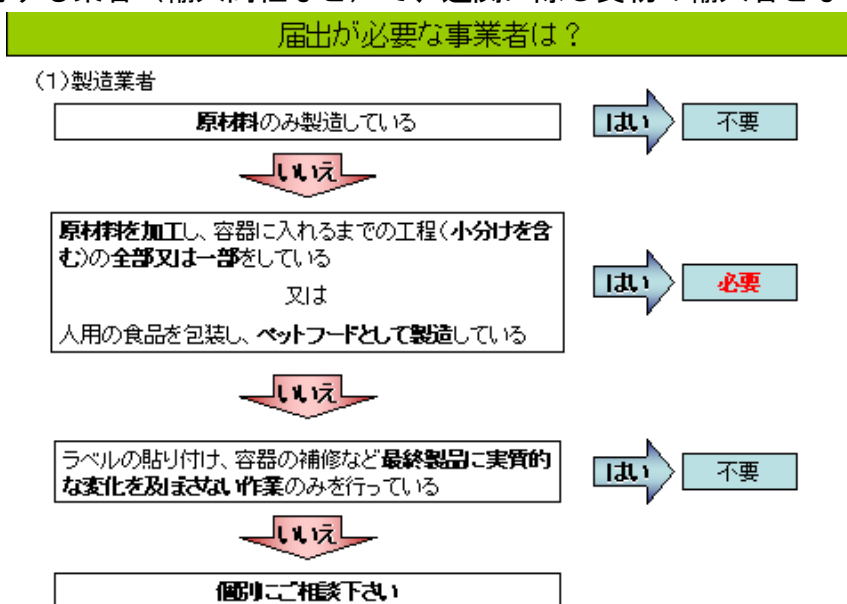 届出が必要な事業者は？
（1）製造業者
原材料のみ製造している
はい
不要
いいえ
原材料を加工し、容器に入れるまでの工程（小分けを含
む）の全部又は一部をしている
又は
人用の食品を包装し、ペットフードとして製造している
はい
必要
いいえ
ラベルの貼り付け、容器の補修など最終製品に実質的
な変化を及ぼさない作業のみを行っている
はい
不要
いいえ
個別にご相談下さい